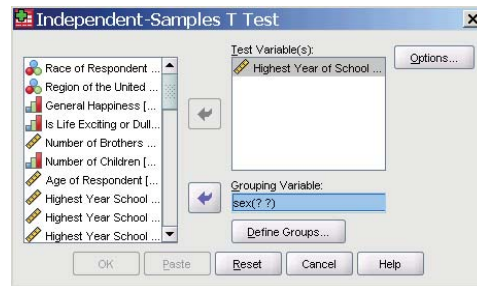 Independent-Samples T Test
Race of Respondent ...
Region of the United ...
General Happiness [...
Is Life Exciting or Dull...
Number of Brothers ...
Number of Children [...
Age of Respondent [...
Highest Year School ...
Highest Year School ...
Highest Year School ...
Test Variable(s):
Highest Year of School ...
Options...
Grouping Variable:
sex(? ?)
Define Groups...
OK Paste Reset Cancel Help